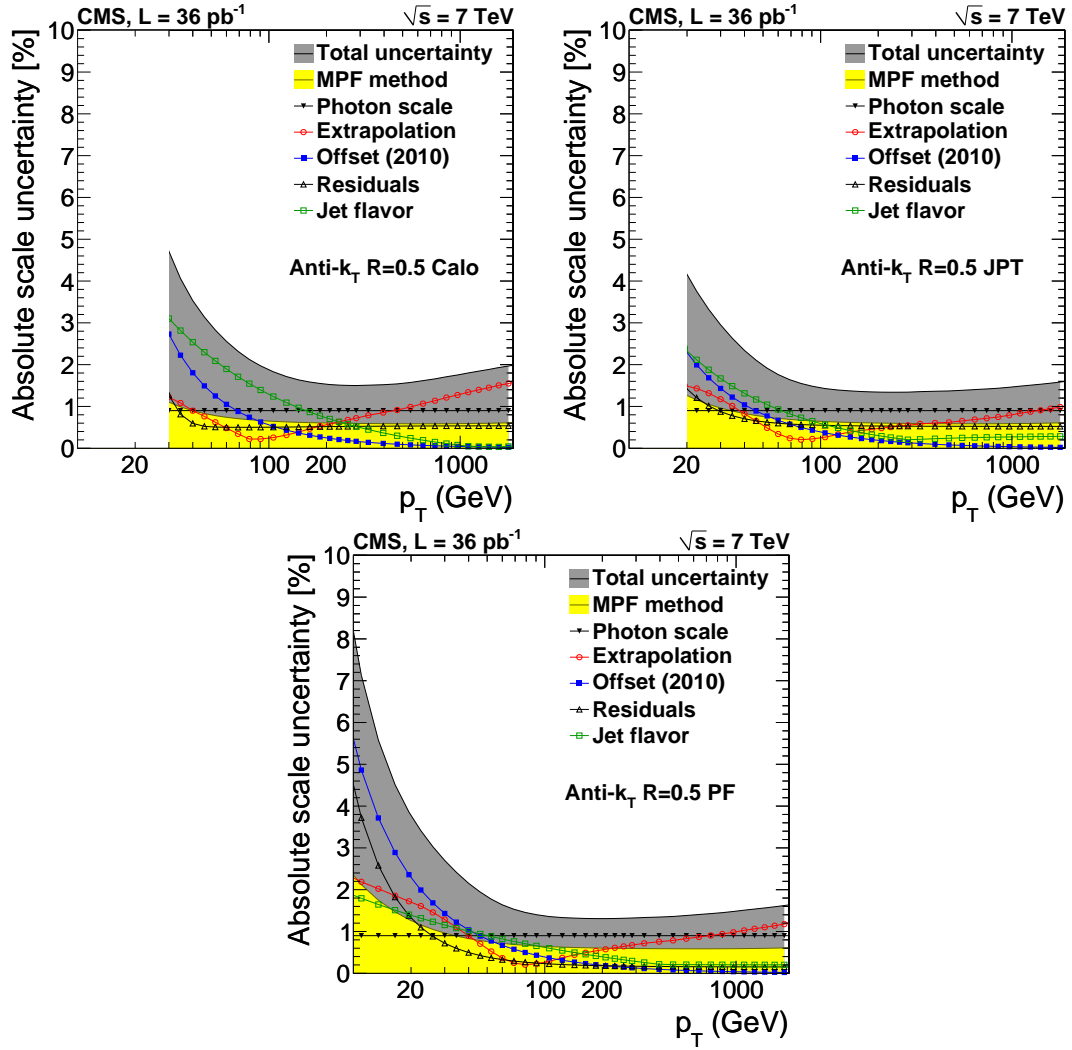 CMS, L = 36 pb⁻¹ √s = 7 TeV
Absolute scale uncertainty [%]
10
9
8
7
6
5
4
3
2
1
0
Total uncertainty
MPF method
Photon scale
Extrapolation
Offset (2010)
Residuals
Jet flavor
Anti-k_T R=0.5 Calo
20 100 200 1000
p_T (GeV)
CMS, L = 36 pb⁻¹ √s = 7 TeV
Absolute scale uncertainty [%]
10
9
8
7
6
5
4
3
2
1
0
Total uncertainty
MPF method
Photon scale
Extrapolation
Offset (2010)
Residuals
Jet flavor
Anti-k_T R=0.5 JPT
20 100 200 1000
p_T (GeV)
CMS, L = 36 pb⁻¹ √s = 7 TeV
Absolute scale uncertainty [%]
10
9
8
7
6
5
4
3
2
1
0
Total uncertainty
MPF method
Photon scale
Extrapolation
Offset (2010)
Residuals
Jet flavor
Anti-k_T R=0.5 PF
20 100 200 1000
p_T (GeV)